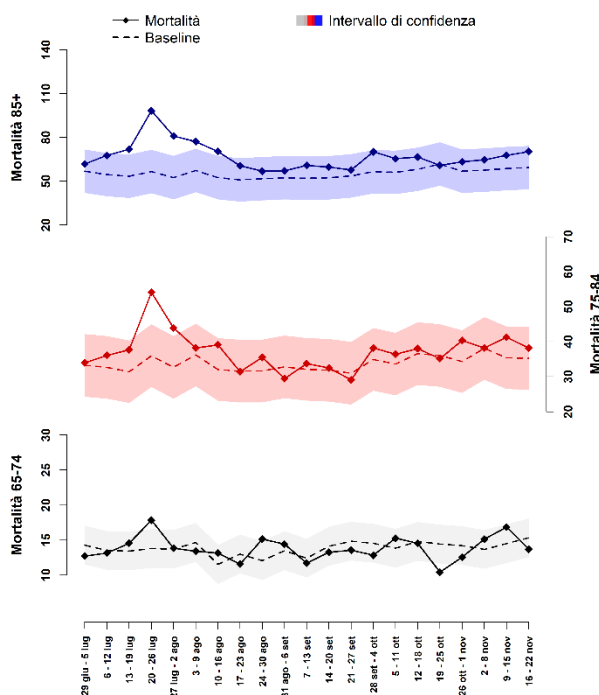 Mortalità
Intervallo di confidenza
Baseline
Mortalità 85+
140
110
80
50
20
Mortalità 75-84
70
60
50
40
30
20
Mortalità 65-74
30
25
20
15
10
29 giu - 5 lug
6 - 12 lug
13 - 19 lug
20 - 26 lug
27 lug - 2 ago
3 - 9 ago
10 - 16 ago
17 - 23 ago
24 - 30 ago
31 ago - 6 set
7 - 13 set
14 - 20 set
21 - 27 set
28 set - 4 ott
5 - 11 ott
12 - 18 ott
19 - 25 ott
26 ott - 1 nov
2 - 8 nov
9 - 15 nov
16 - 22 nov